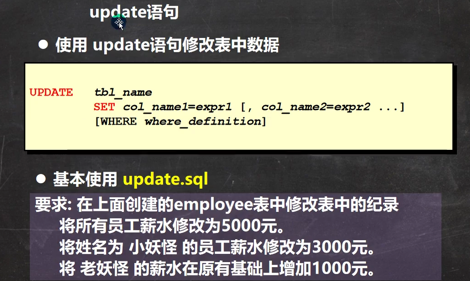 update语句
● 使用 update语句修改表中数据
UPDATE tbl_name
SET col_name1=expr1 [, col_name2=expr2 ...]
[WHERE where_definition]
● 基本使用 update.sql
要求: 在上面创建的employee表中修改表中的纪录
将所有员工薪水修改为5000元。
将姓名为 小妖怪 的员工薪水修改为3000元。
将 老妖怪 的薪水在原有基础上增加1000元。